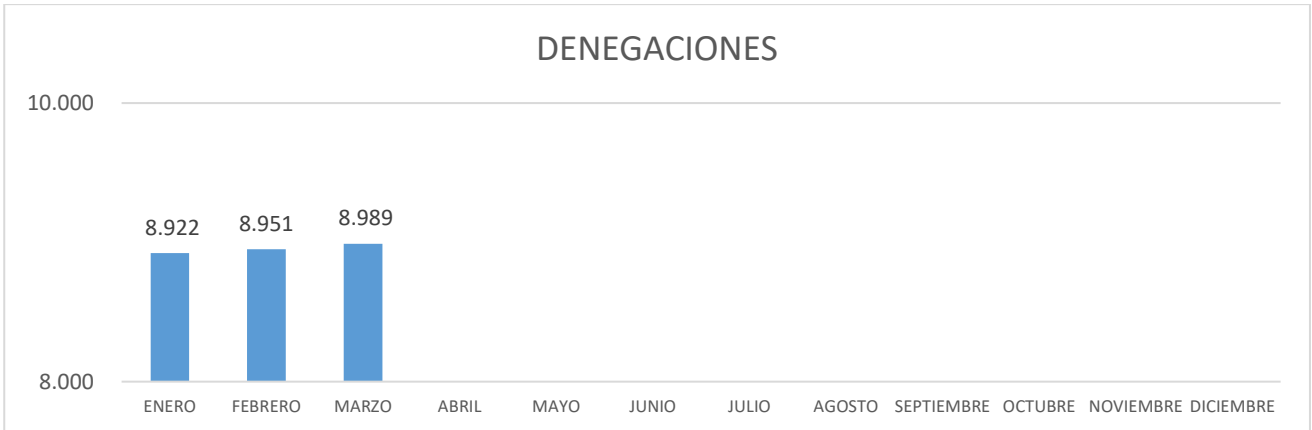 DENEGACIONES
10.000
8.922 8.951 8.989
8.000
ENERO FEBRERO MARZO ABRIL MAYO JUNIO JULIO AGOSTO SEPTIEMBRE OCTUBRE NOVIEMBRE DICIEMBRE